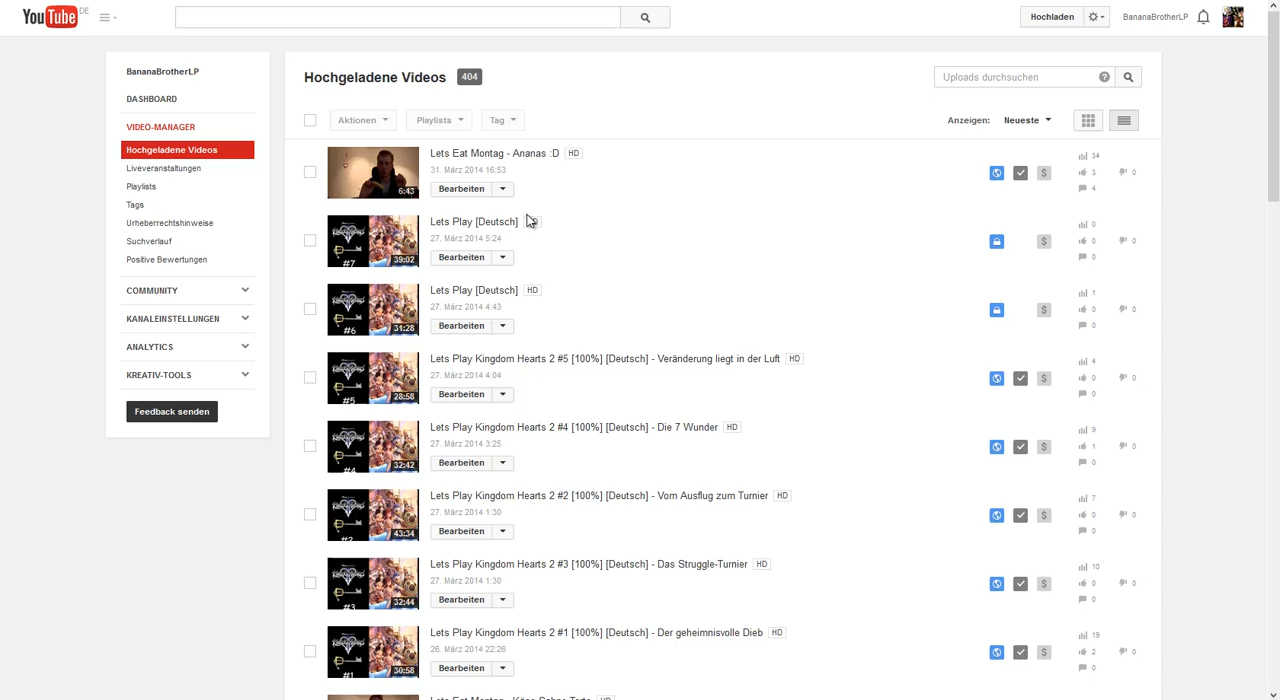 YouTube DE
Hochladen
BananaBrotherLP
BananaBrotherLP
DASHBOARD
VIDEO-MANAGER
Hochgeladene Videos
Liveveranstaltungen
Playlists
Tags
Urheberrechtshinweise
Suchverlauf
Positive Bewertungen
COMMUNITY
KANALEINSTELLUNGEN
ANALYTICS
KREATIV-TOOLS
Feedback senden
Hochgeladene Videos 404
Uploads durchsuchen ?
Aktionen Playlists Tag
Anzeigen: Neueste
Lets Eat Montag - Ananas :D HD
31. März 2014 16:53
Bearbeiten
6:43
$
34
3 0
4
Lets Play [Deutsch]
27. März 2014 5:24
Bearbeiten
#7 39:02
$
0
0 0
0
Lets Play [Deutsch] HD
27. März 2014 4:43
Bearbeiten
#6 31:28
$
1
0 0
0
Lets Play Kingdom Hearts 2 #5 [100%] [Deutsch] - Veränderung liegt in der Luft HD
27. März 2014 4:04
Bearbeiten
#5 28:58
$
4
0 0
0
Lets Play Kingdom Hearts 2 #4 [100%] [Deutsch] - Die 7 Wunder HD
27. März 2014 3:25
Bearbeiten
#4 32:42
$
9
1 0
0
Lets Play Kingdom Hearts 2 #2 [100%] [Deutsch] - Vom Ausflug zum Turnier HD
27. März 2014 1:30
Bearbeiten
#2 43:34
$
7
0 0
0
Lets Play Kingdom Hearts 2 #3 [100%] [Deutsch] - Das Struggle-Turnier HD
27. März 2014 1:30
Bearbeiten
#3 32:44
$
10
0 0
0
Lets Play Kingdom Hearts 2 #1 [100%] [Deutsch] - Der geheimnisvolle Dieb HD
26. März 2014 22:26
Bearbeiten
#1 30:58
$
19
2 0
0